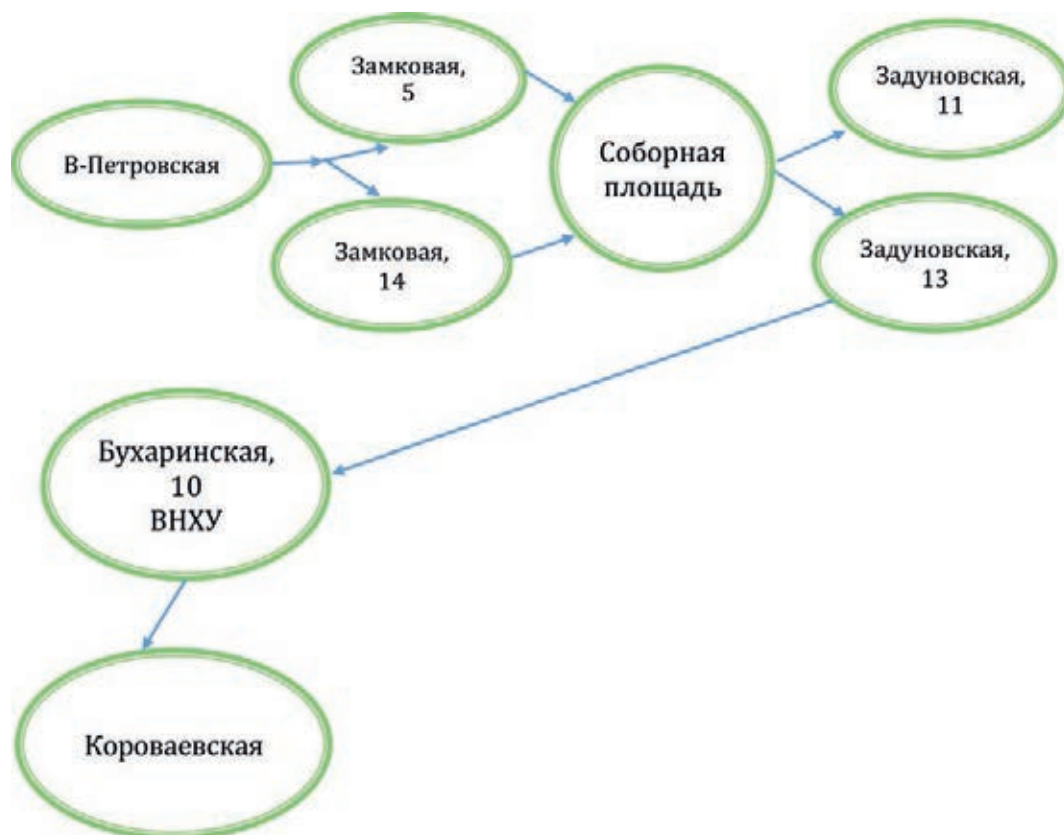 Замковая,
5
Задуновская,
11
В-Петровская
Соборная
площадь
Замковая,
14
Задуновская,
13
Бухаринская,
10
ВНХУ
Короваевская